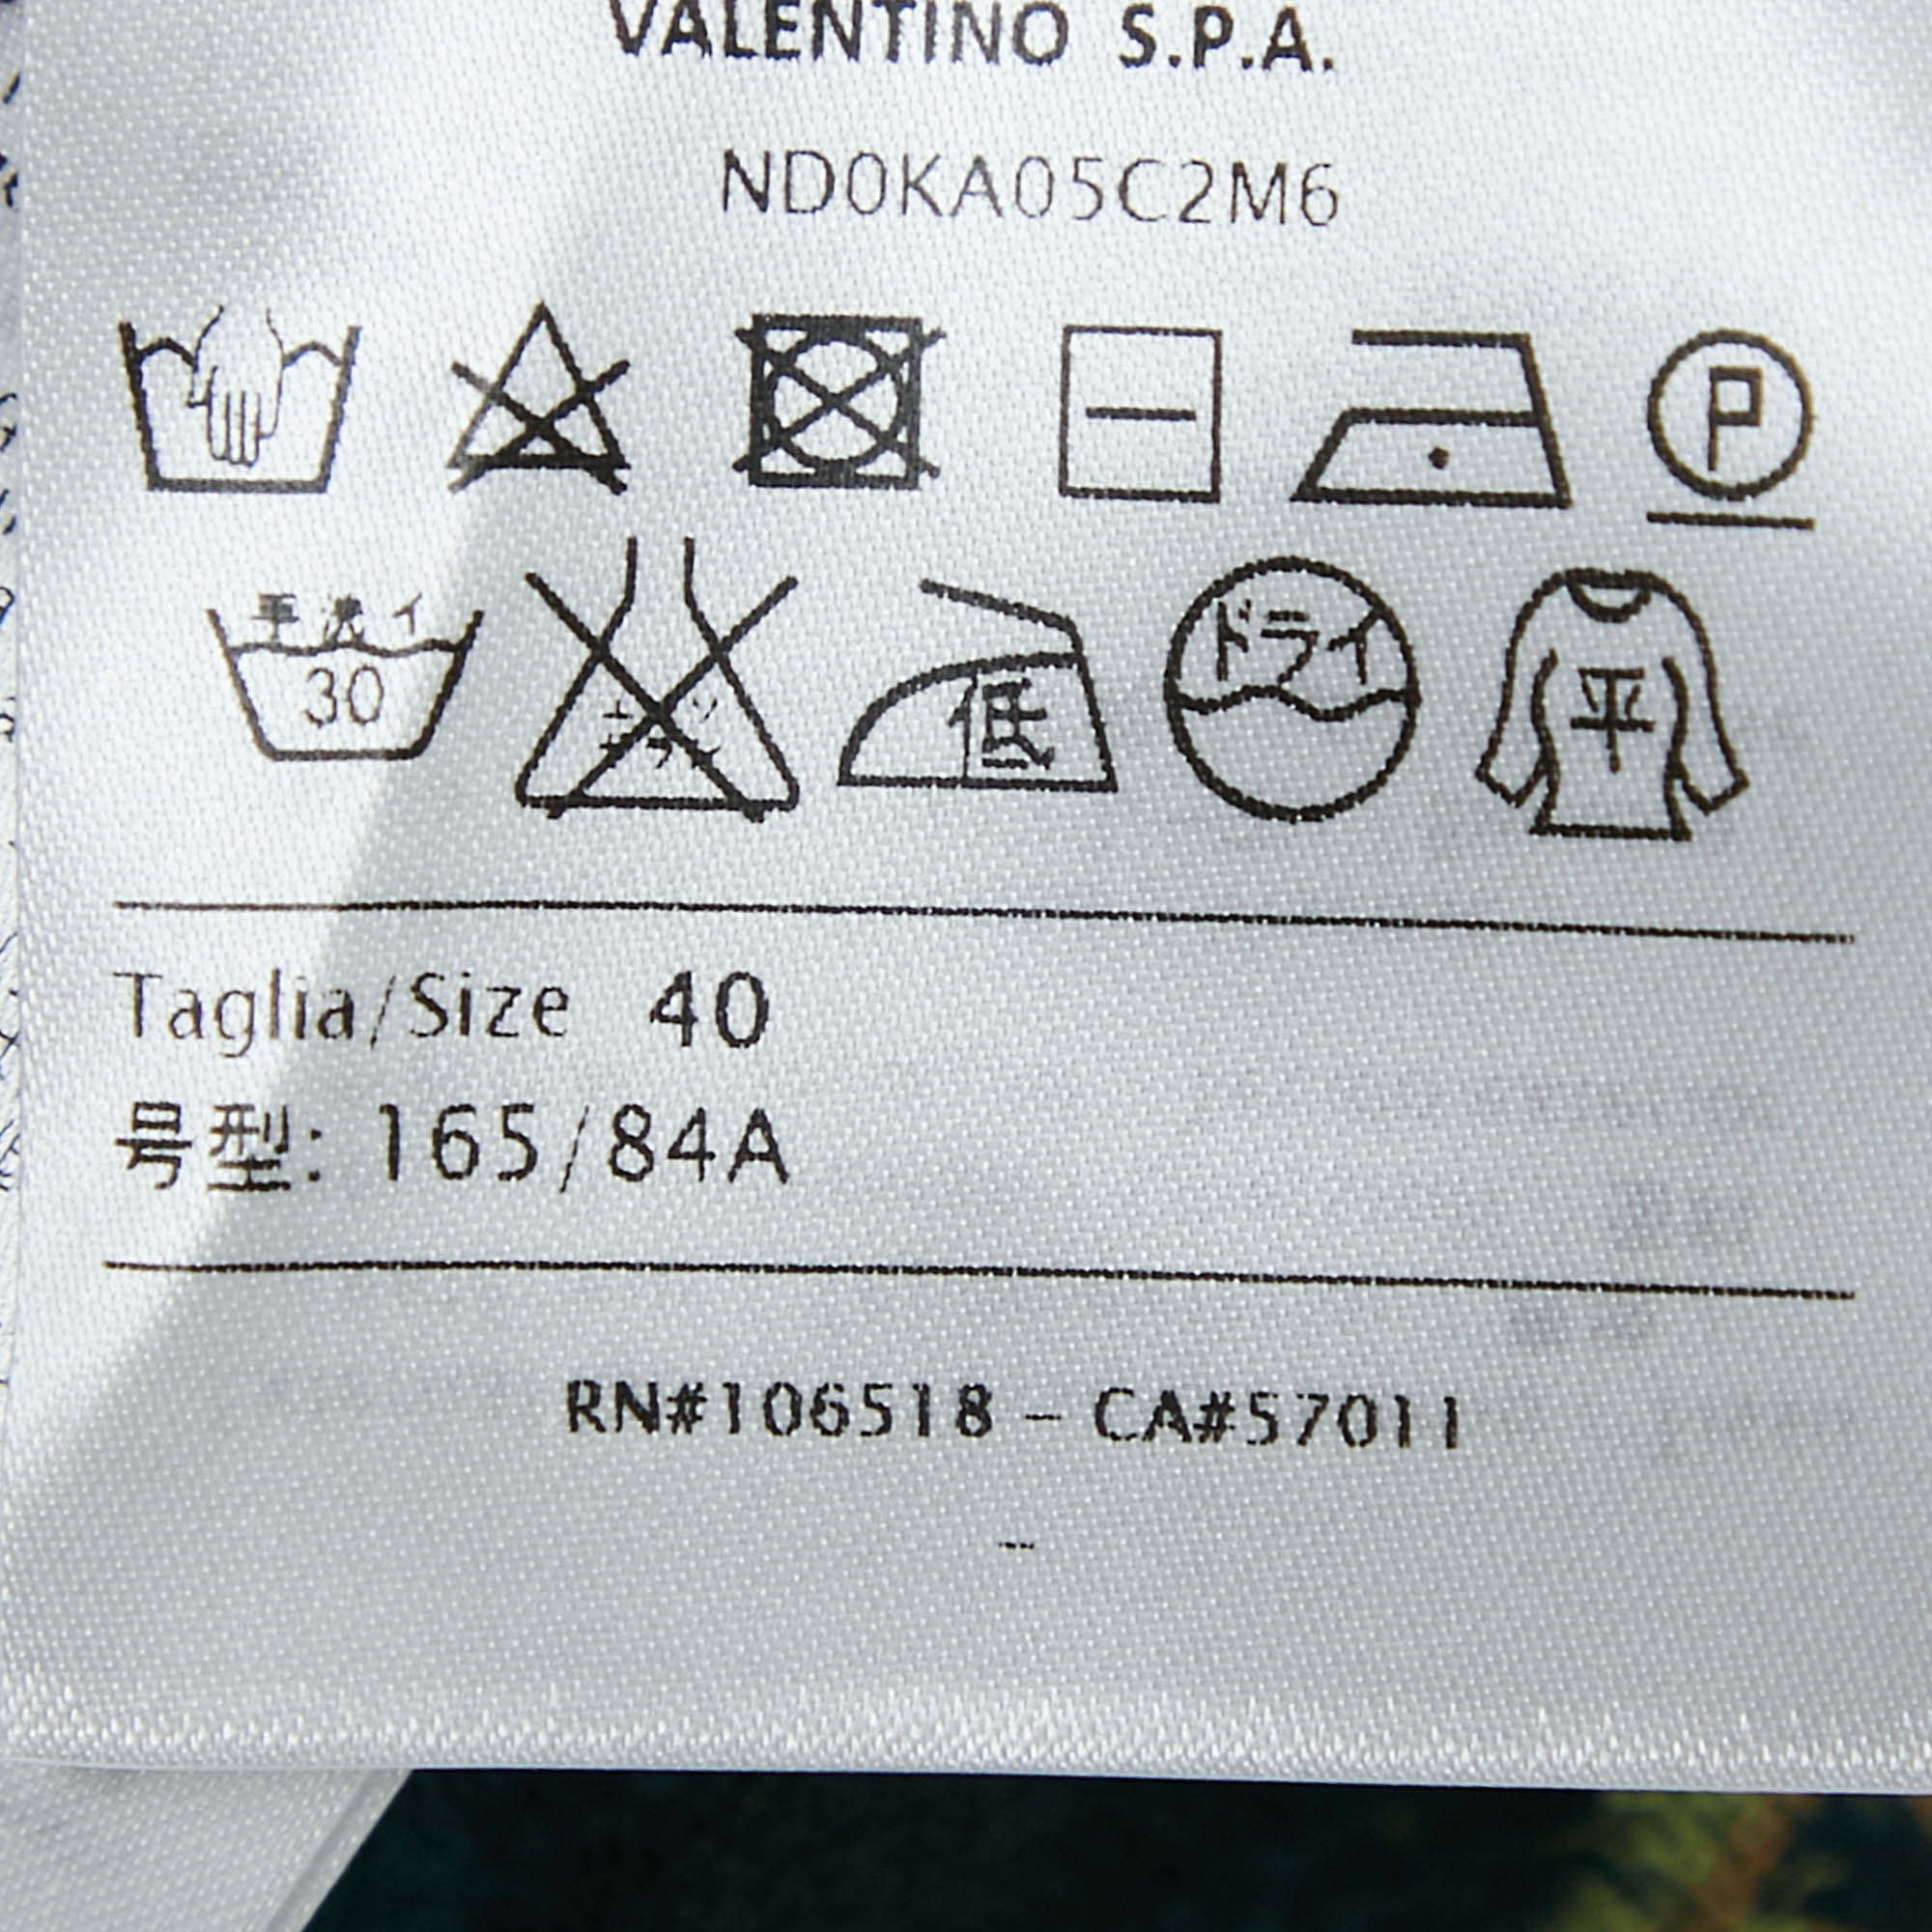 VALENTINO S.P.A.
ND0KA05C2M6
P
手洗イ
30
低
ドライ
平
Taglia/Size 40
号型: 165/84A
RN#106518 - CA#57011